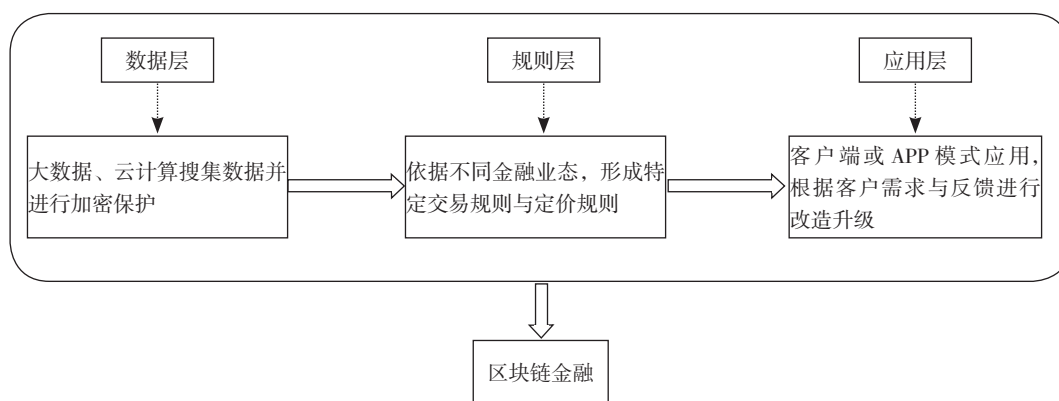 数据层
规则层
应用层
大数据、云计算搜集数据并
进行加密保护
依据不同金融业态，形成特
定交易规则与定价规则
客户端或 APP 模式应用，
根据客户需求与反馈进行
改造升级
区块链金融